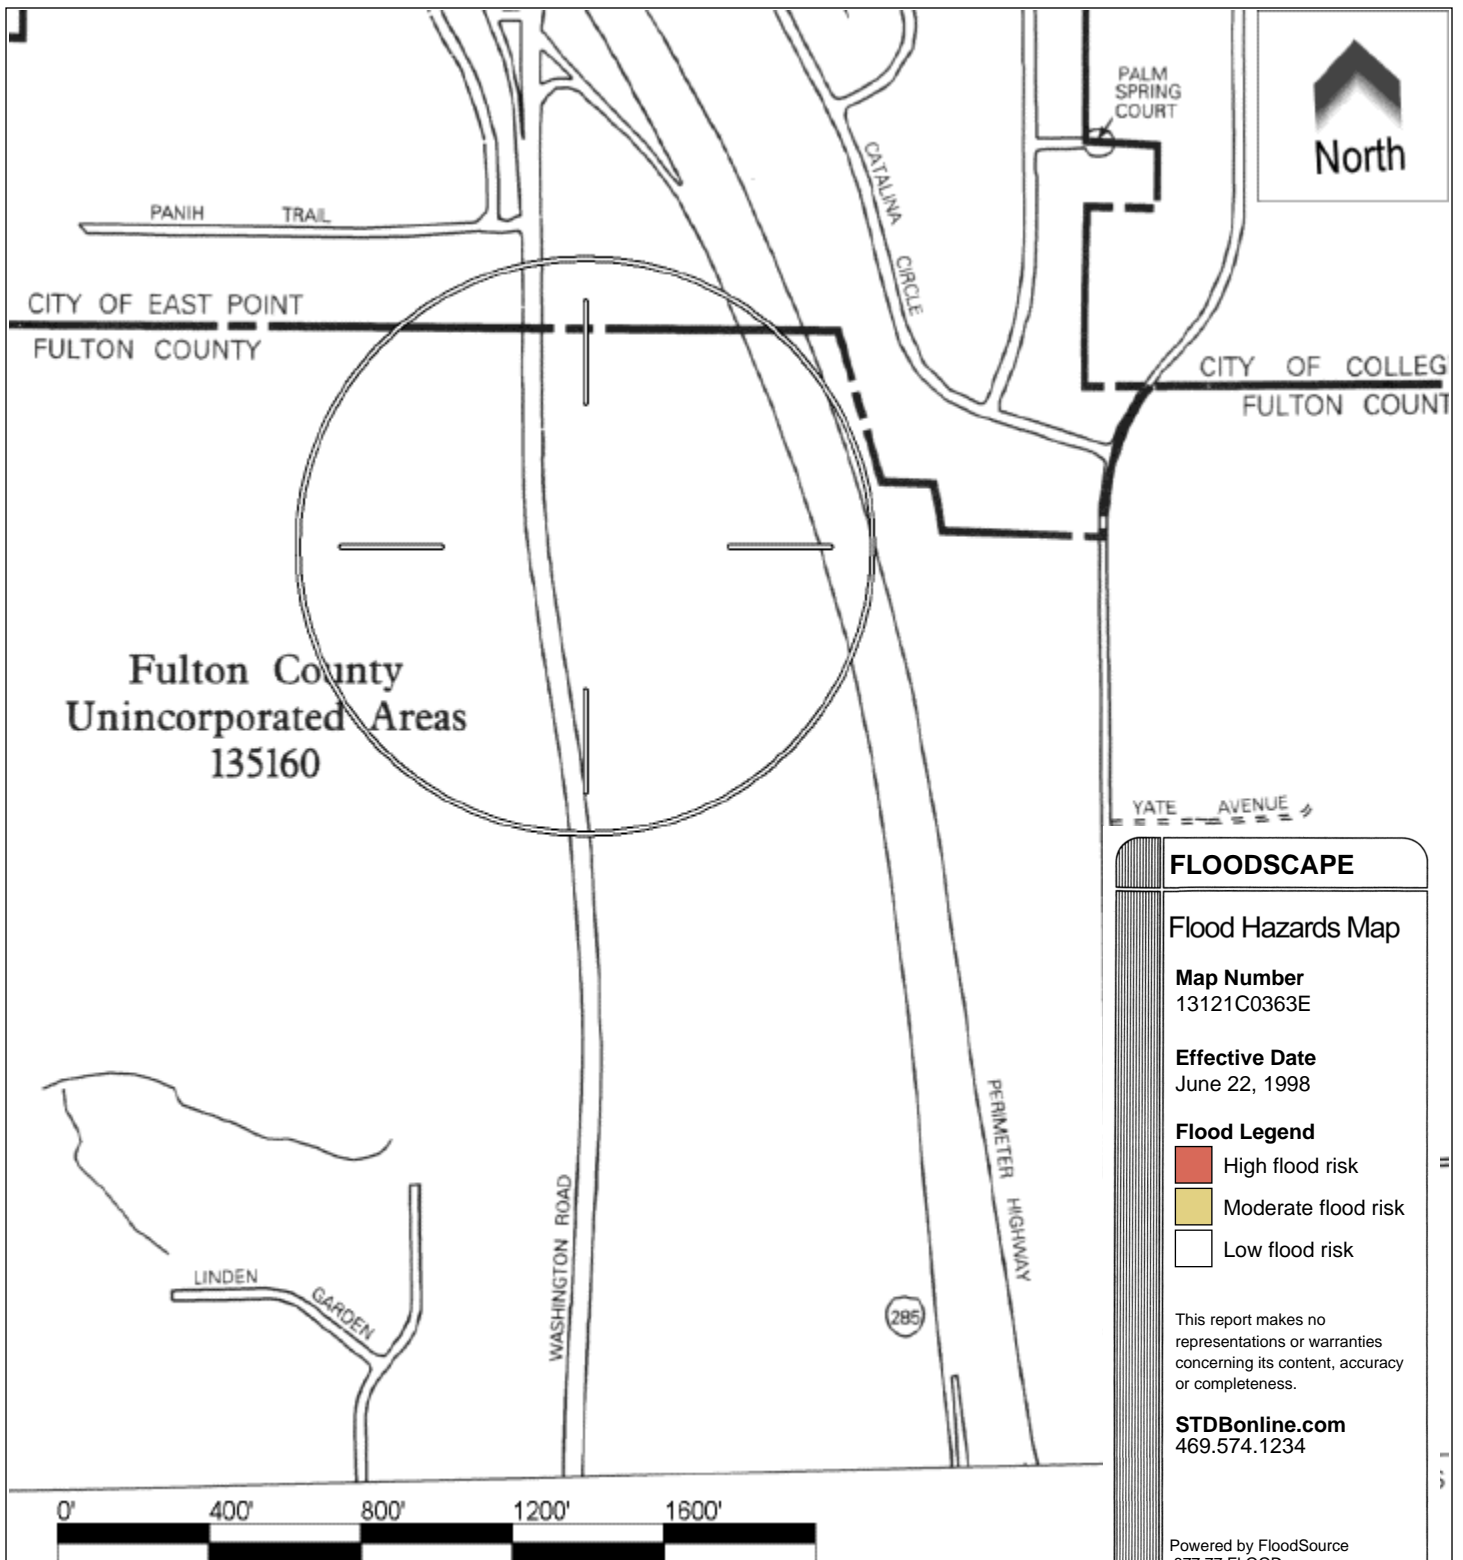 PALM
SPRING
COURT
North
CATALINA CIRCLE
PANIH TRAIL
CITY OF EAST POINT
FULTON COUNTY
CITY OF COLLEG
FULTON COUNT
Fulton County
Unincorporated Areas
135160
YATE AVENUE
FLOODSCAPE
Flood Hazards Map
Map Number
13121C0363E
Effective Date
June 22, 1998
Flood Legend
High flood risk
Moderate flood risk
Low flood risk
This report makes no
representations or warranties
concerning its content, accuracy
or completeness.
STDBonline.com
469.574.1234
Powered by FloodSource
PERIMETER HIGHWAY
WASHINGTON ROAD
LINDEN GARDEN
285
0' 400' 800' 1200' 1600'